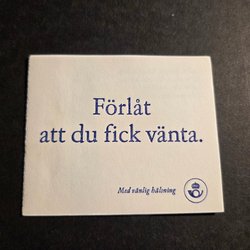 Förlåt
att du fick vänta.
Med vänlig hälsning